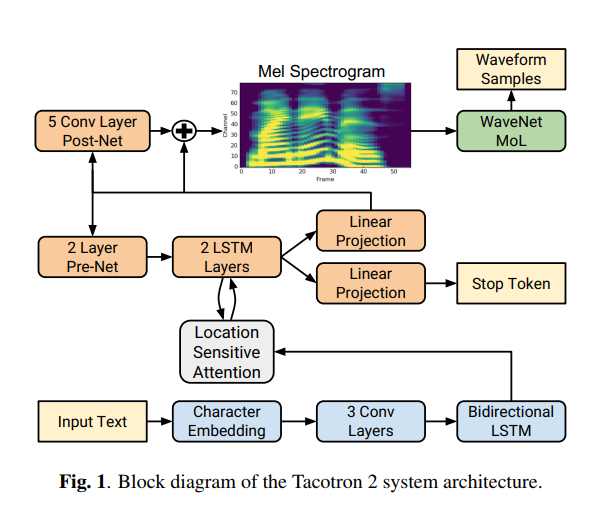 Waveform
Samples
Mel Spectrogram
5 Conv Layer
Post-Net
WaveNet
MoL
70
60
50
40
30
20
10
0
Channel
0 10 20 30 40 50
Frame
2 Layer
Pre-Net
2 LSTM
Layers
Linear
Projection
Linear
Projection
Stop Token
Location
Sensitive
Attention
Input Text
Character
Embedding
3 Conv
Layers
Bidirectional
LSTM
Fig. 1. Block diagram of the Tacotron 2 system architecture.